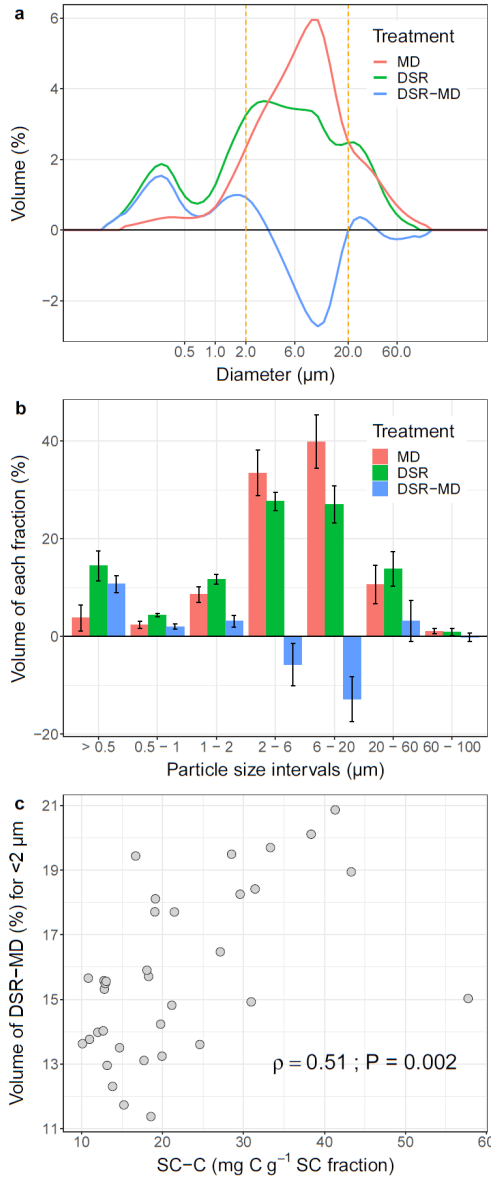 a
Treatment
MD
DSR
DSR−MD
6
4
2
0
−2
Volume (%)
0.5 1.0 2.0 6.0 20.0 60.0
Diameter (µm)
b
Treatment
MD
DSR
DSR−MD
40
20
0
−20
Volume of each fraction (%)
> 0.5 0.5 − 1 1 − 2 2 − 6 6 − 20 20 − 60 60 − 100
Particle size intervals (µm)
c
21
19
17
15
13
11
Volume of DSR−MD (%) for <2 µm
ρ = 0.51 ; P = 0.002
10 20 30 40 50 60
SC−C (mg C g⁻¹ SC fraction)